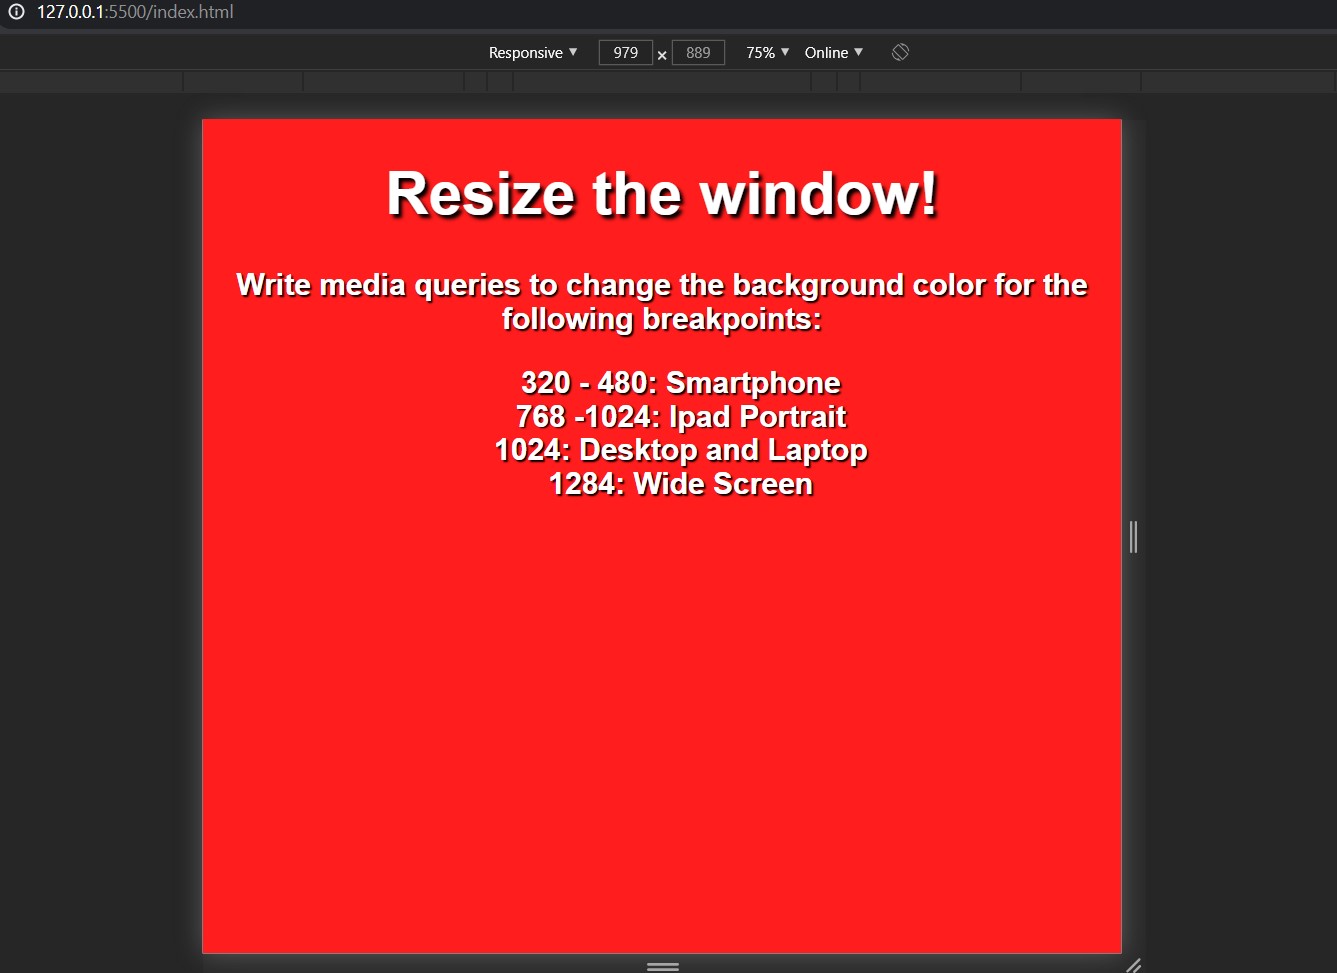 127.0.0.1:5500/index.html
Responsive ▼ 979 × 889 75% ▼ Online ▼
Resize the window!
Write media queries to change the background color for the
following breakpoints:
320 - 480: Smartphone
768 -1024: Ipad Portrait
1024: Desktop and Laptop
1284: Wide Screen